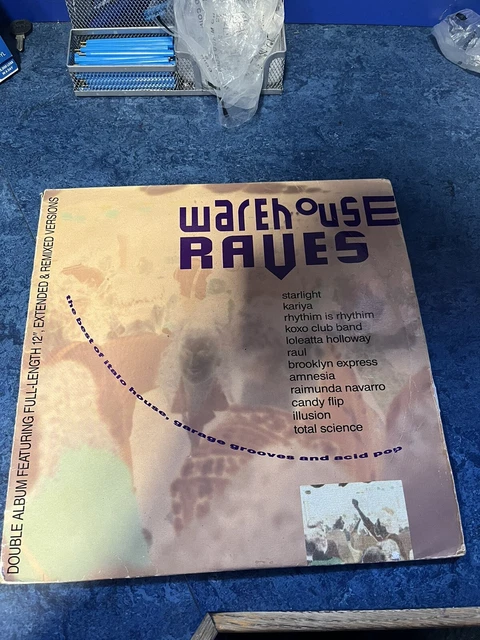 warehouse
RAVES
starlight
kariya
rhythim is rhythim
koxo club band
loleatta holloway
raul
brooklyn express
amnesia
raimunda navarro
candy flip
illusion
total science
the best of italo house, garage grooves and acid pop
DOUBLE ALBUM FEATURING FULL-LENGTH 12", EXTENDED & REMIXED VERSIONS